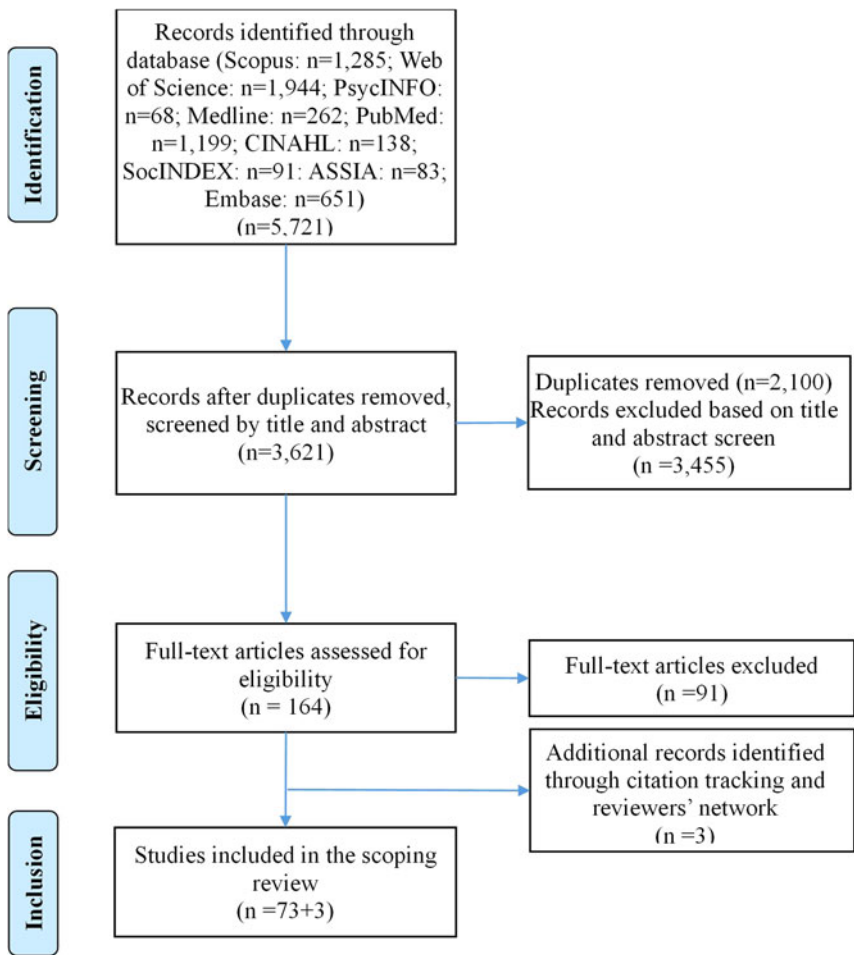 Identification
Records identified through
database (Scopus: n=1,285; Web
of Science: n=1,944; PsycINFO:
n=68; Medline: n=262; PubMed:
n=1,199; CINAHL: n=138;
SocINDEX: n=91: ASSIA: n=83;
Embase: n=651)
(n=5,721)
Screening
Records after duplicates removed,
screened by title and abstract
(n=3,621)
Duplicates removed (n=2,100)
Records excluded based on title
and abstract screen
(n =3,455)
Eligibility
Full-text articles assessed for
eligibility
(n = 164)
Full-text articles excluded
(n =91)
Additional records identified
through citation tracking and
reviewers’ network
(n =3)
Inclusion
Studies included in the scoping
review
(n =73+3)